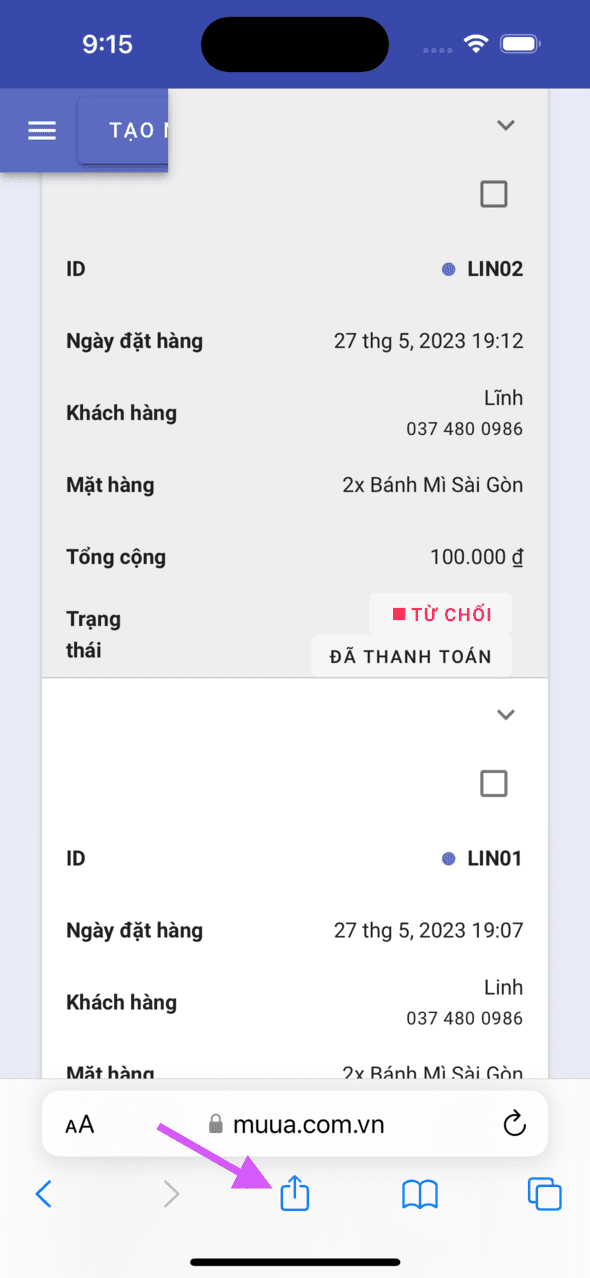 9:15
TẠO
ID
LIN02
Ngày đặt hàng
27 thg 5, 2023 19:12
Khách hàng
Lĩnh
037 480 0986
Mặt hàng
2x Bánh Mì Sài Gòn
Tổng cộng
100.000 ₫
Trạng
thái
TỪ CHỐI
ĐÃ THANH TOÁN
ID
LIN01
Ngày đặt hàng
27 thg 5, 2023 19:07
Khách hàng
Linh
037 480 0986
Mặt hàng
2x Bánh Mì Sài Gòn
AA
muua.com.vn